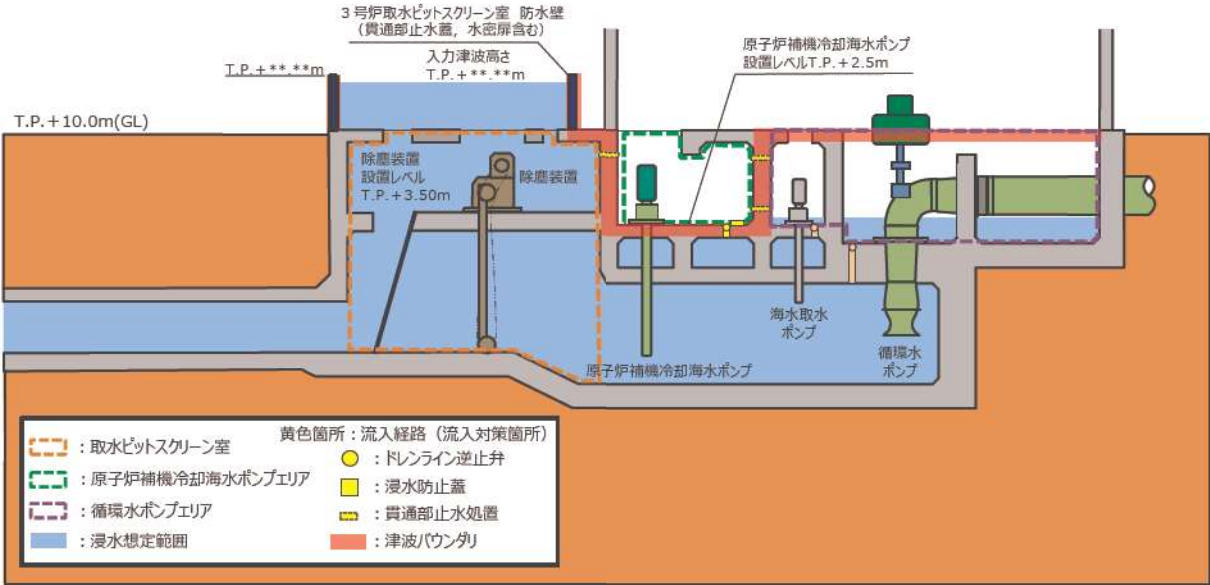 3号炉取水ピットスクリーン室 防水壁
(貫通部止水蓋，水密扉含む)
入力津波高さ
T.P.+**.**m
T.P.+**.**m
原子炉補機冷却海水ポンプ
設置レベルT.P.+2.5m
T.P.+10.0m(GL)
除塵装置
設置レベル
T.P.+3.50m
除塵装置
海水取水
ポンプ
循環水
ポンプ
原子炉補機冷却海水ポンプ
黄色箇所：流入経路（流入対策箇所）
：取水ピットスクリーン室
：原子炉補機冷却海水ポンプエリア
：循環水ポンプエリア
：浸水想定範囲
：ドレンライン逆止弁
：浸水防止蓋
：貫通部止水処置
：津波バウンダリ